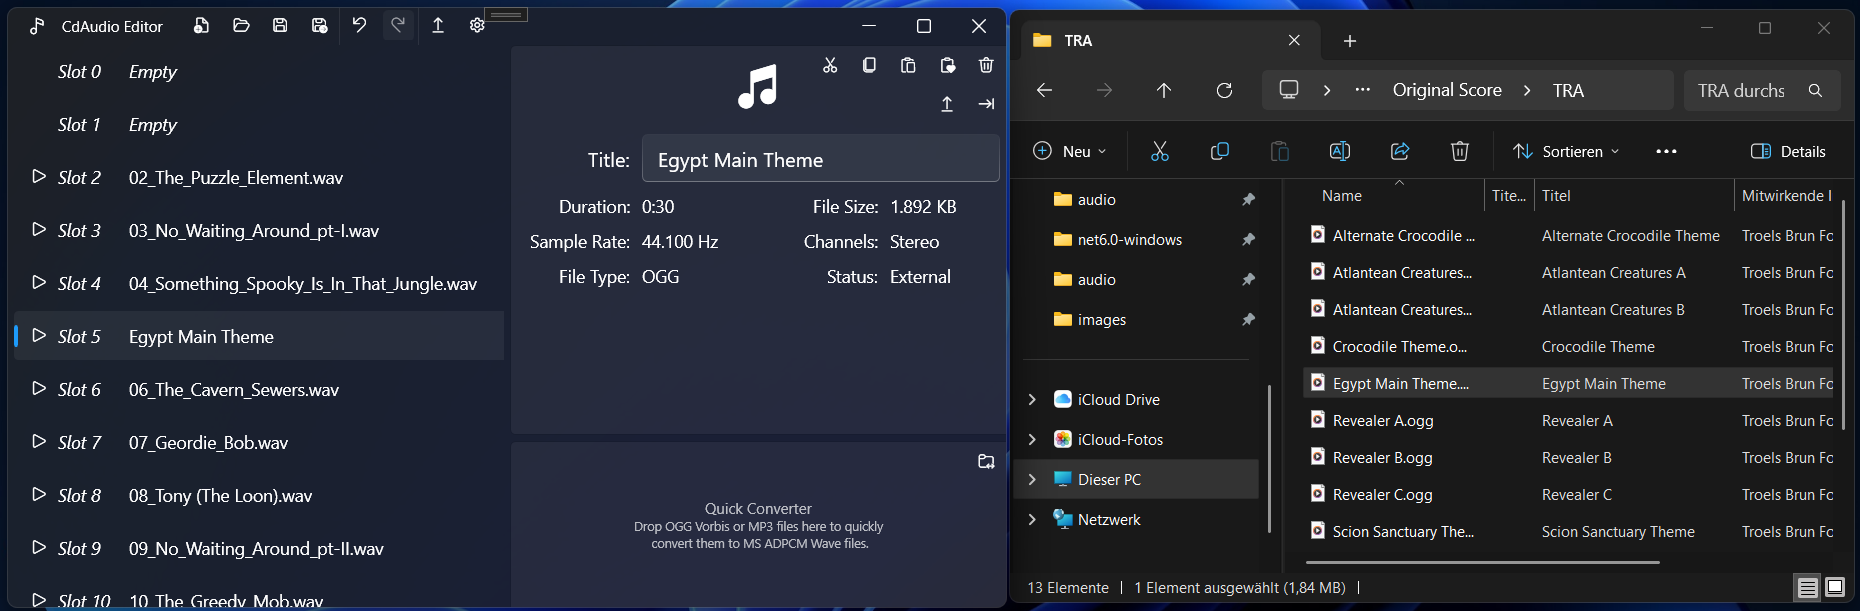 CdAudio Editor
Slot 0 Empty
Slot 1 Empty
Slot 2 02_The_Puzzle_Element.wav
Slot 3 03_No_Waiting_Around_pt-I.wav
Slot 4 04_Something_Spooky_Is_In_That_Jungle.wav
Slot 5 Egypt Main Theme
Slot 6 06_The_Cavern_Sewers.wav
Slot 7 07_Geordie_Bob.wav
Slot 8 08_Tony (The Loon).wav
Slot 9 09_No_Waiting_Around_pt-II.wav
Slot 10 10_The_Greedy_Mob.wav
Title: Egypt Main Theme
Duration: 0:30 File Size: 1.892 KB
Sample Rate: 44.100 Hz Channels: Stereo
File Type: OGG Status: External
Quick Converter
Drop OGG Vorbis or MP3 files here to quickly
convert them to MS ADPCM Wave files.
TRA
Original Score TRA
TRA durchs
Neu Sortieren Details
audio
net6.0-windows
audio
images
iCloud Drive
iCloud-Fotos
Dieser PC
Netzwerk
Name Tite... Titel Mitwirkende I
Alternate Crocodile ... Alternate Crocodile Theme Troels Brun Fo
Atlantean Creatures... Atlantean Creatures A Troels Brun Fo
Atlantean Creatures... Atlantean Creatures B Troels Brun Fo
Crocodile Theme.o... Crocodile Theme Troels Brun Fo
Egypt Main Theme.... Egypt Main Theme Troels Brun Fo
Revealer A.ogg Revealer A Troels Brun Fo
Revealer B.ogg Revealer B Troels Brun Fo
Revealer C.ogg Revealer C Troels Brun Fo
Scion Sanctuary The... Scion Sanctuary Theme Troels Brun Fo
13 Elemente 1 Element ausgewählt (1,84 MB)